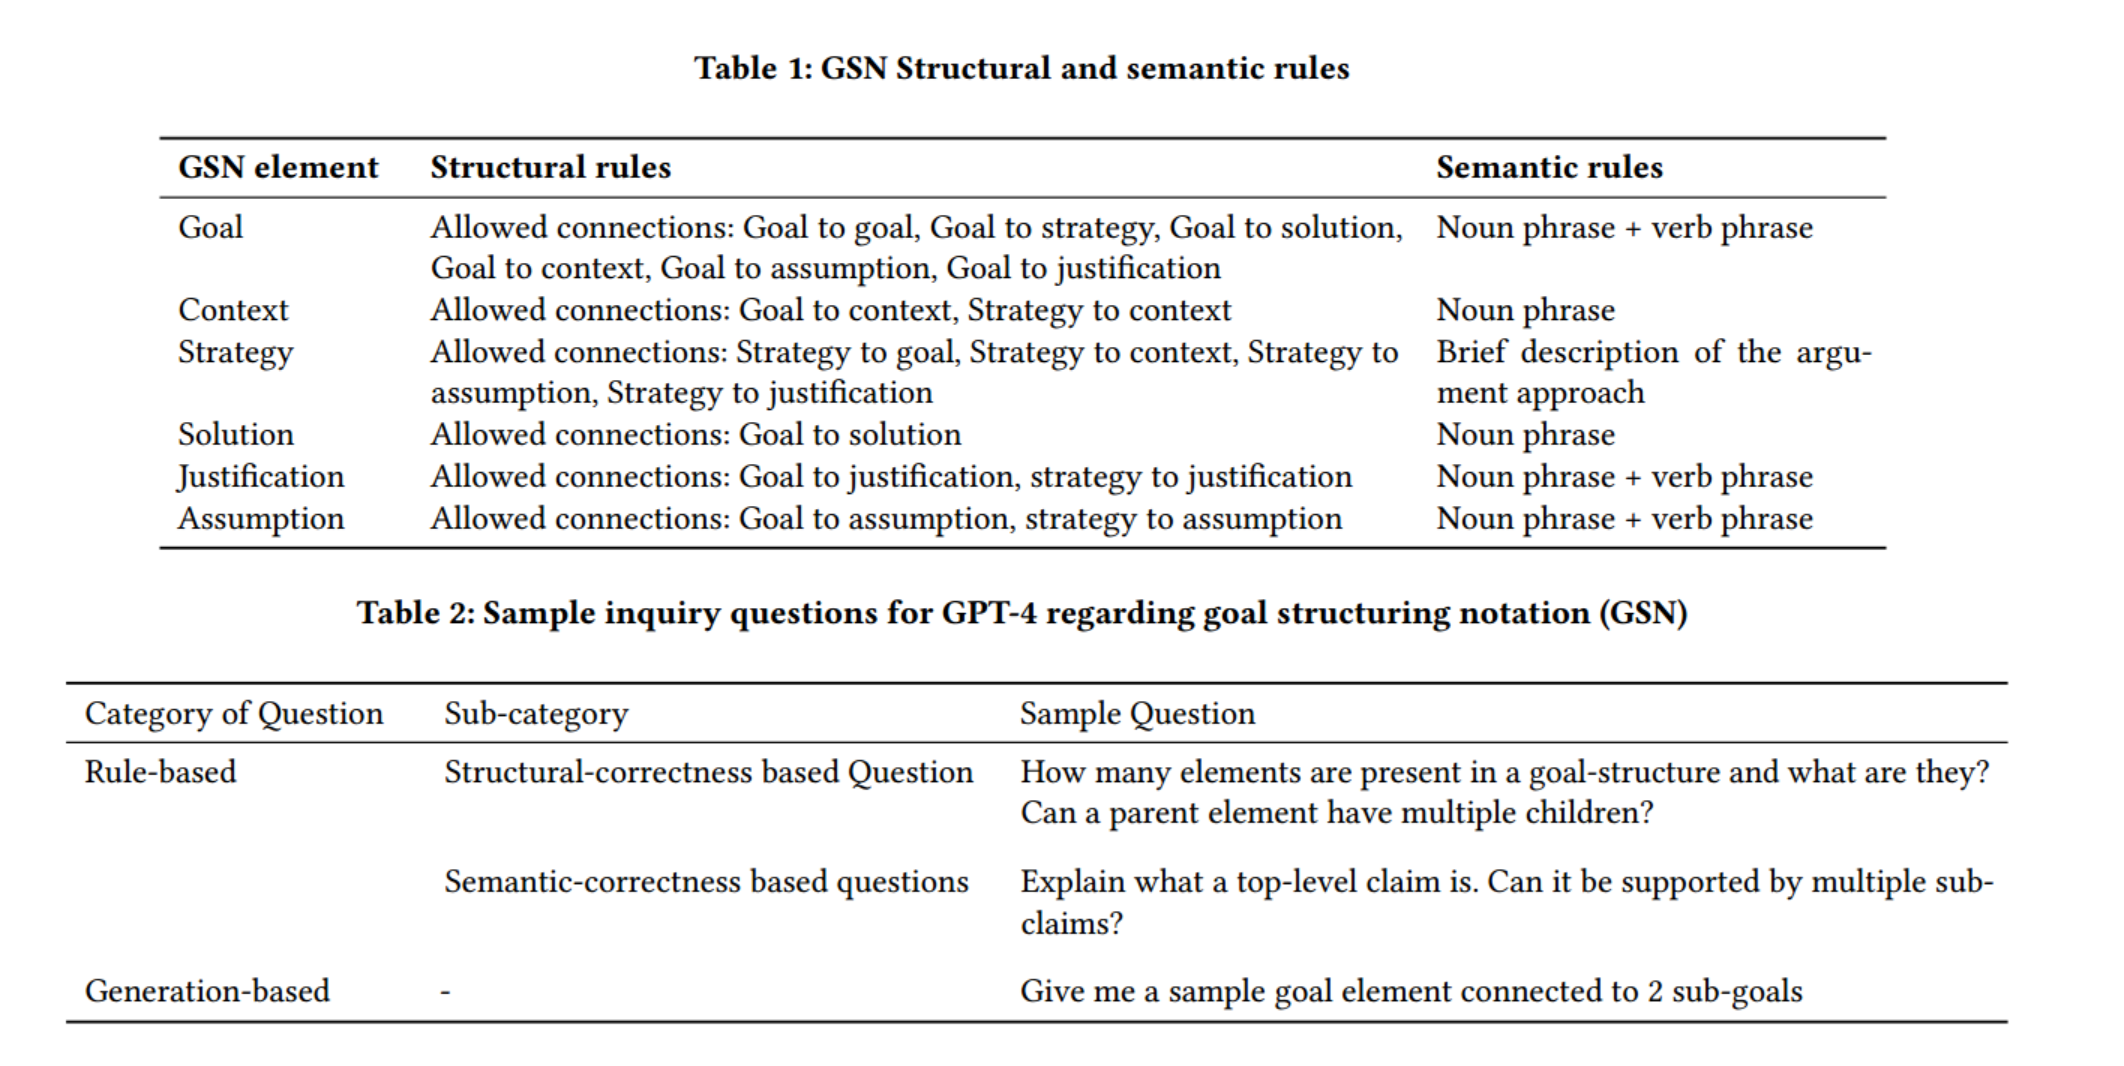 Table 1: GSN Structural and semantic rules
GSN element Structural rules Semantic rules
Goal Allowed connections: Goal to goal, Goal to strategy, Goal to solution, Noun phrase + verb phrase
Goal to context, Goal to assumption, Goal to justification
Context Allowed connections: Goal to context, Strategy to context Noun phrase
Strategy Allowed connections: Strategy to goal, Strategy to context, Strategy to Brief description of the argu-
assumption, Strategy to justification ment approach
Solution Allowed connections: Goal to solution Noun phrase
Justification Allowed connections: Goal to justification, strategy to justification Noun phrase + verb phrase
Assumption Allowed connections: Goal to assumption, strategy to assumption Noun phrase + verb phrase
Table 2: Sample inquiry questions for GPT-4 regarding goal structuring notation (GSN)
Category of Question Sub-category Sample Question
Rule-based Structural-correctness based Question How many elements are present in a goal-structure and what are they?
Can a parent element have multiple children?
Semantic-correctness based questions Explain what a top-level claim is. Can it be supported by multiple sub-
claims?
Generation-based - Give me a sample goal element connected to 2 sub-goals